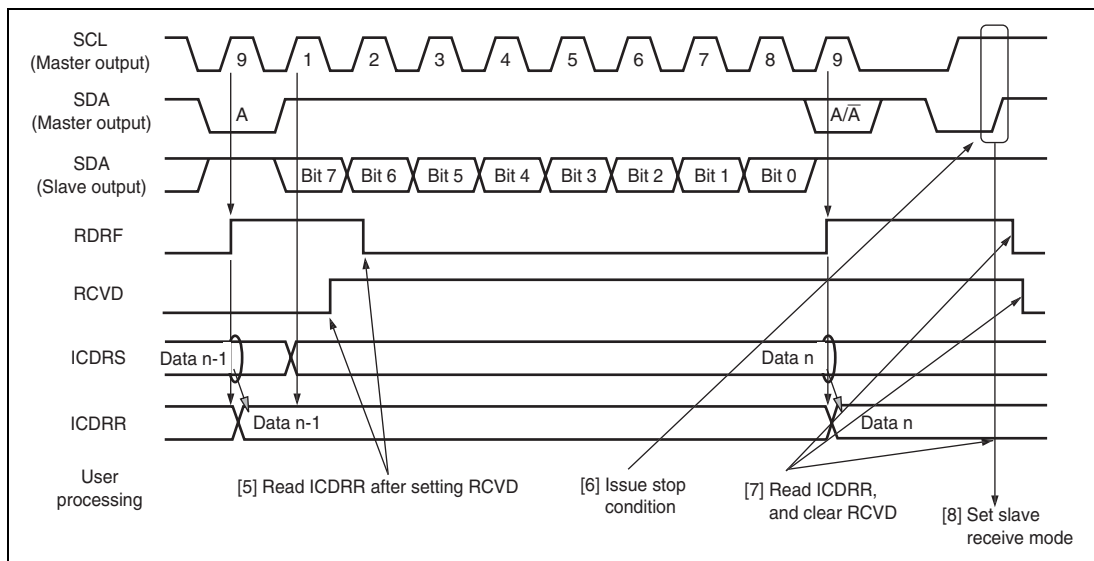 SCL
(Master output)
9 1 2 3 4 5 6 7 8 9
SDA
(Master output)
A A/A̅
SDA
(Slave output)
Bit 7 Bit 6 Bit 5 Bit 4 Bit 3 Bit 2 Bit 1 Bit 0
RDRF
RCVD
ICDRS
Data n-1 Data n
ICDRR
Data n-1 Data n
User
processing
[5] Read ICDRR after setting RCVD
[6] Issue stop
condition
[7] Read ICDRR,
and clear RCVD
[8] Set slave
receive mode